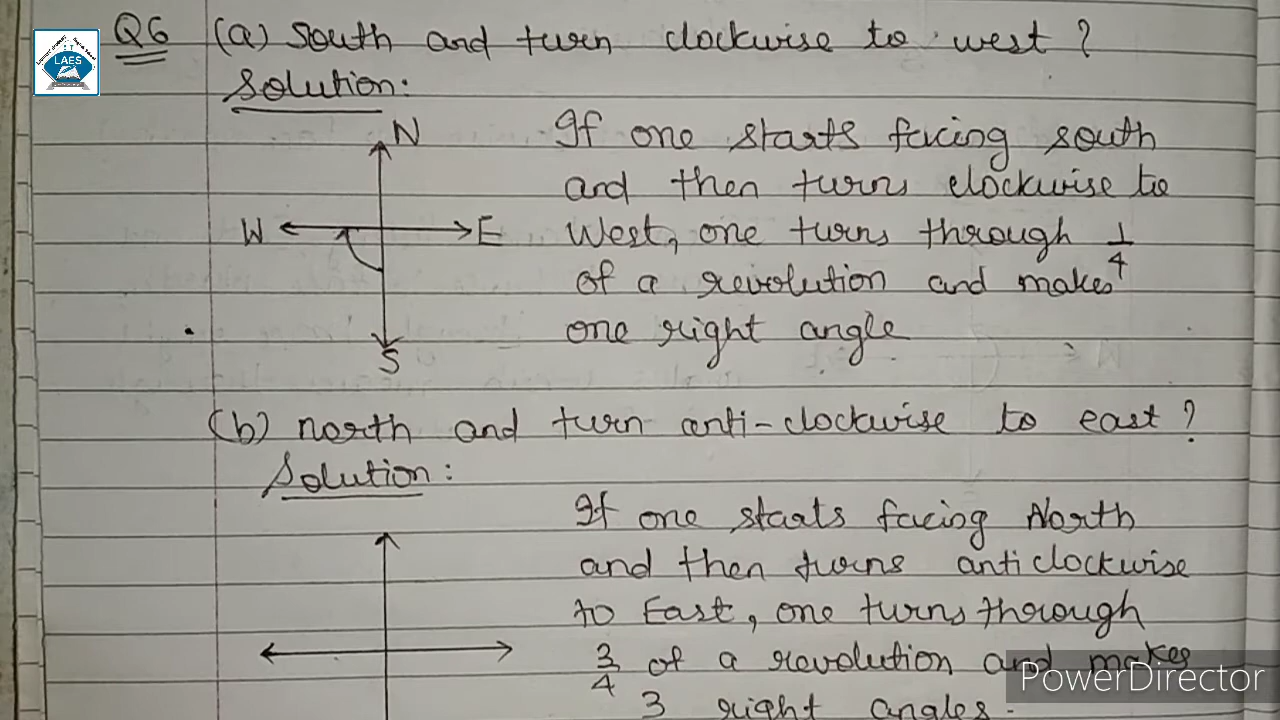 Q6 (a) South and turn clockwise to west?
Solution:
N
W E
S
If one starts facing south
and then turns clockwise to
West, one turns through 1/4
of a revolution and makes
one right angle
(b) north and turn anti-clockwise to east?
Solution:
If one starts facing North
and then turns anticlockwise
to East, one turns through
3/4 of a revolution and makes
3 right angles.
LAES
PowerDirector